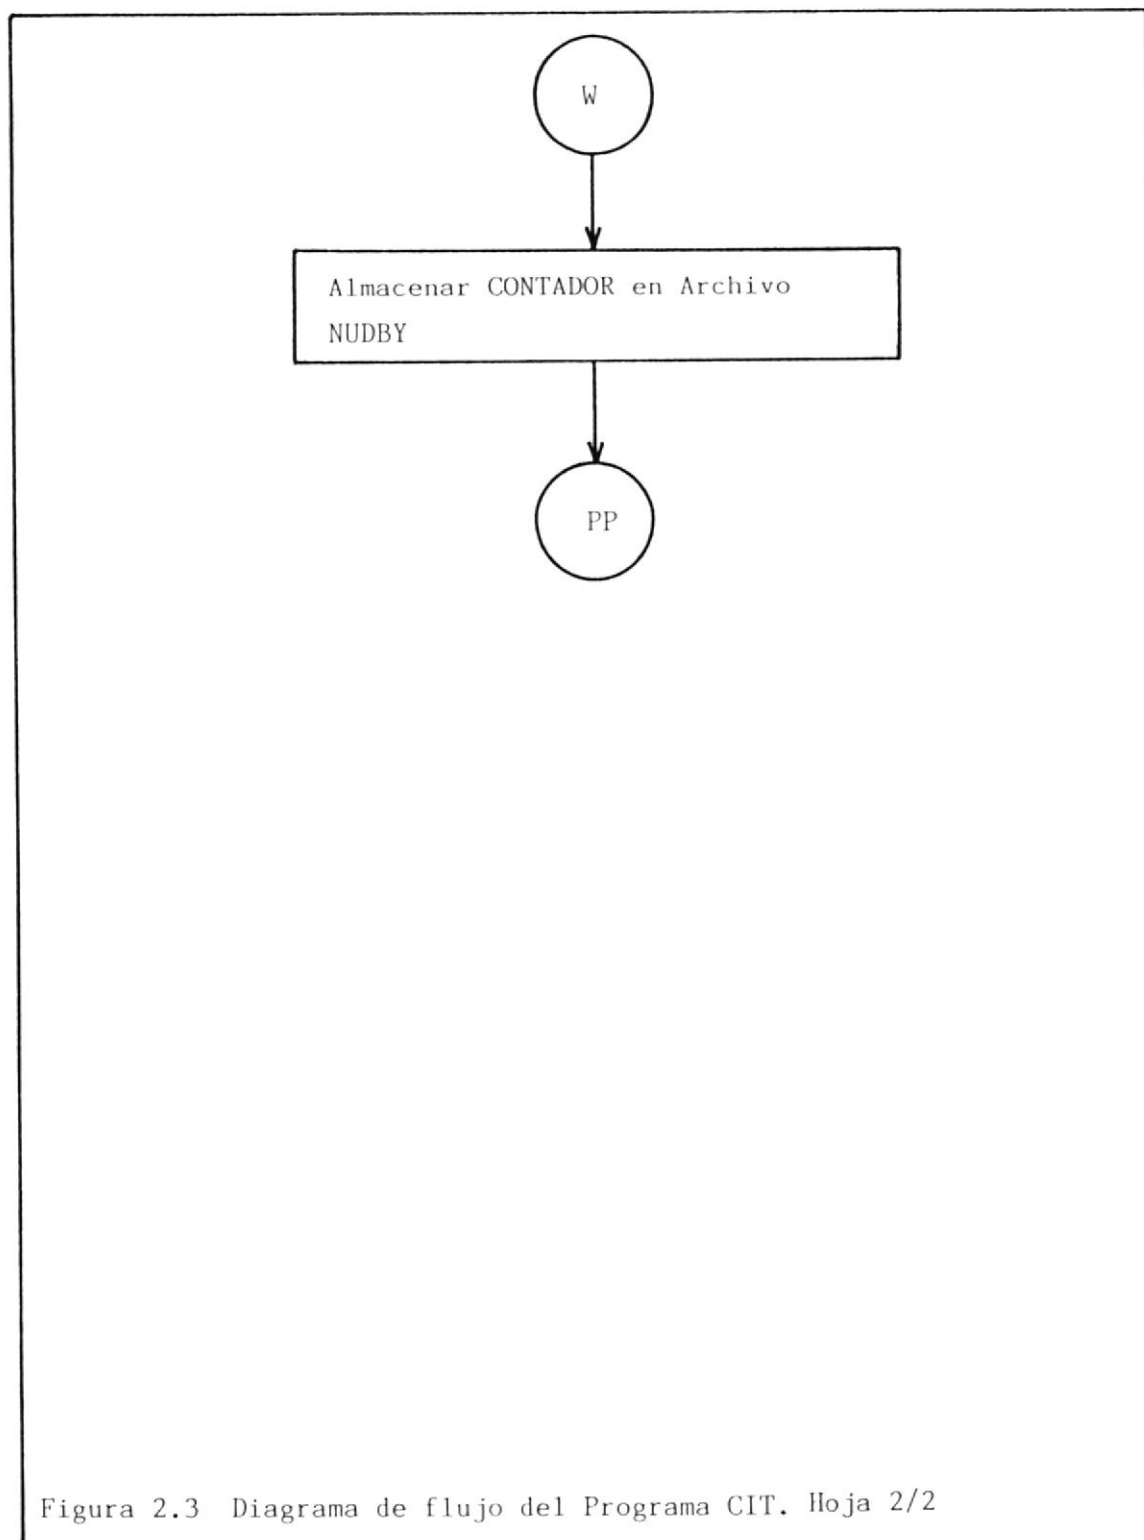 W
Almacenar CONTADOR en Archivo
NUDBY
PP
Figura 2.3 Diagrama de flujo del Programa CIT. Hoja 2/2